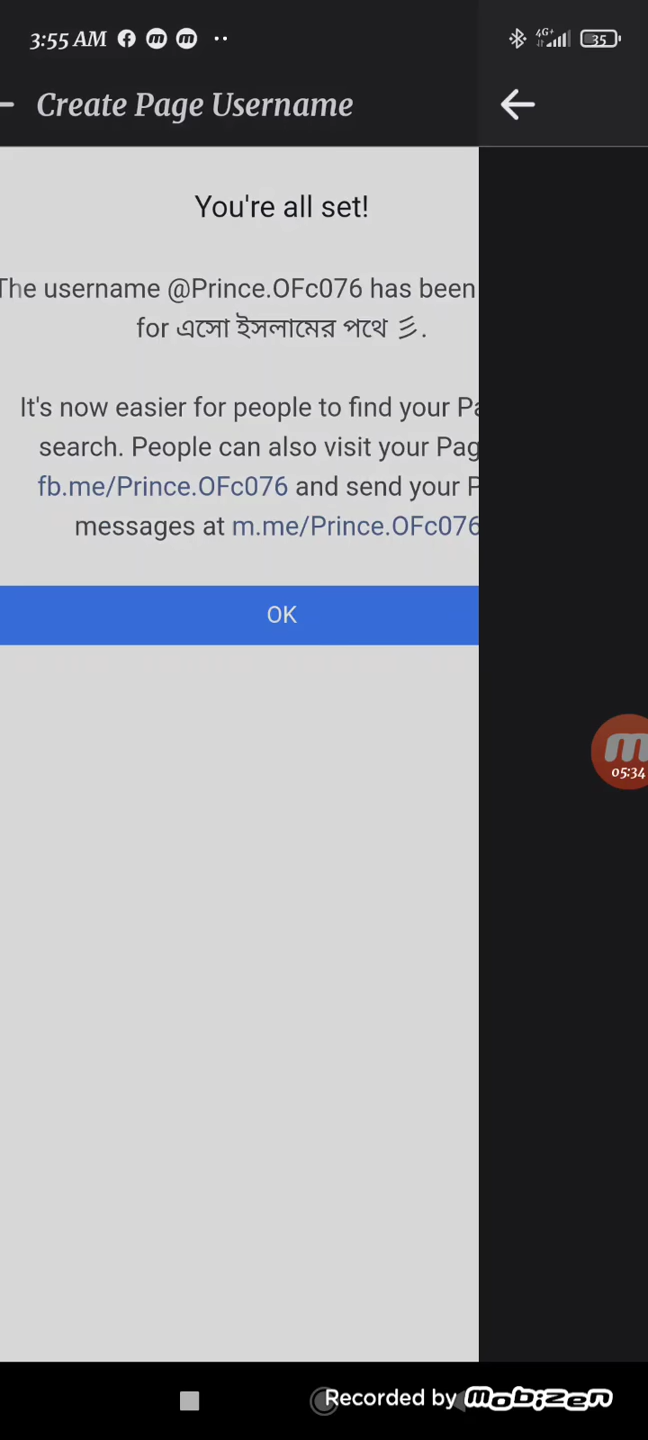 3:55 AM
4G+
35
Create Page Username
You're all set!
The username @Prince.OFc076 has been
for এসো ইসলামের পথে 彡.
It's now easier for people to find your
search. People can also visit your
fb.me/Prince.OFc076 and send your
messages at m.me/Prince.OFc076
OK
05:34
Recorded by mobizen